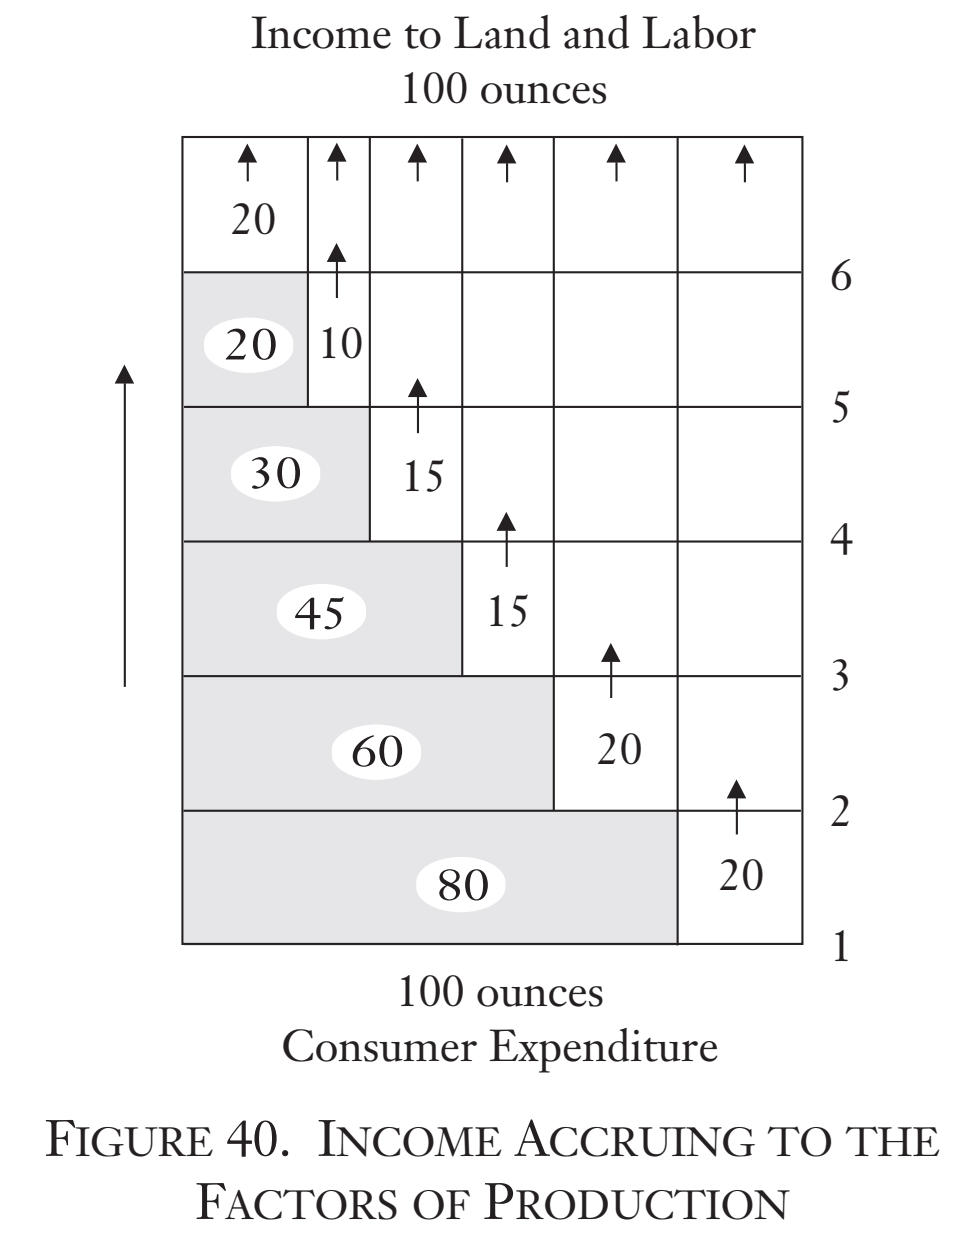 Income to Land and Labor
100 ounces
20
6
20 10
5
30 15
4
45 15
3
60 20
2
80 20
1
100 ounces
Consumer Expenditure
FIGURE 40. INCOME ACCRUING TO THE
FACTORS OF PRODUCTION